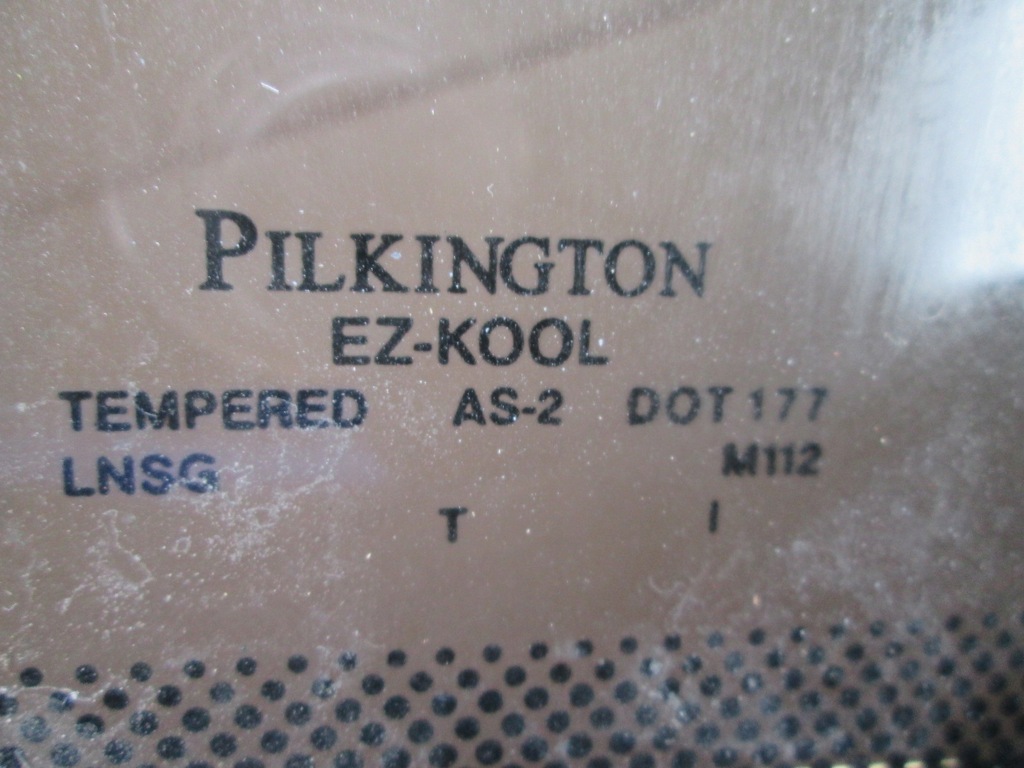 PILKINGTON
EZ-KOOL
TEMPERED AS-2 DOT 177
LNSG M112
T I